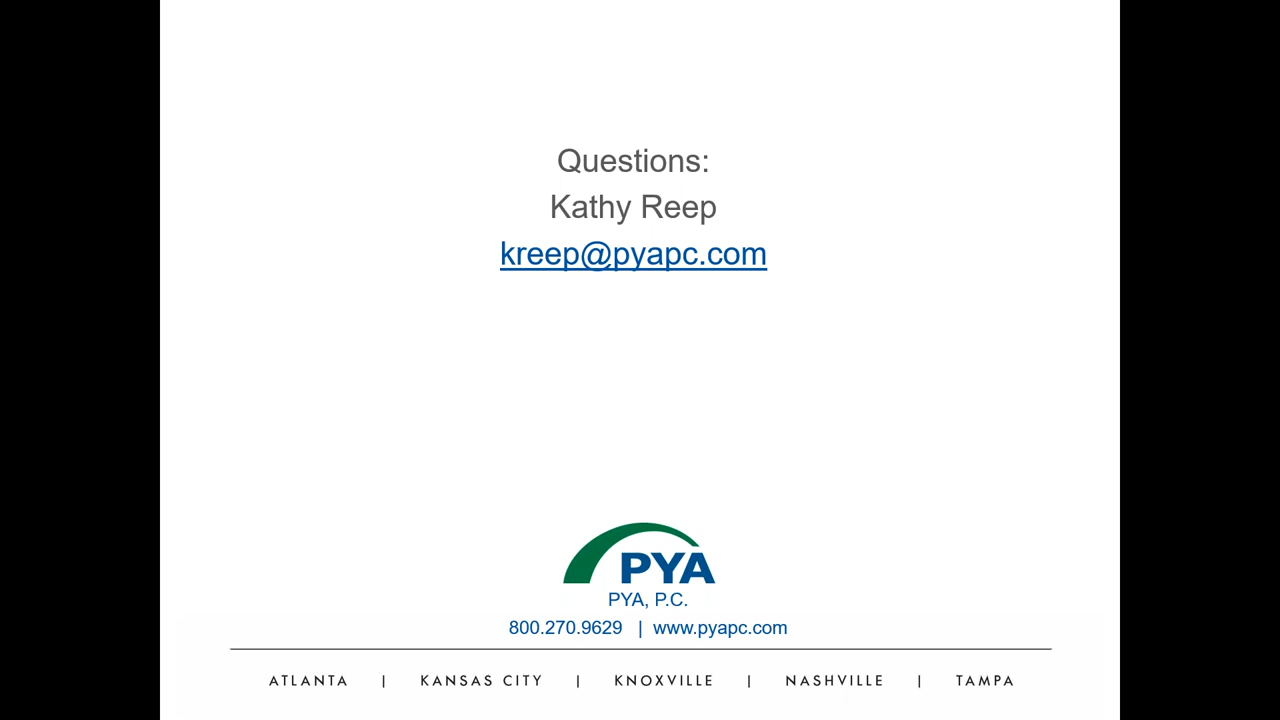 Questions:
Kathy Reep
kreep@pyapc.com
PYA
PYA, P.C.
800.270.9629 | www.pyapc.com
ATLANTA | KANSAS CITY | KNOXVILLE | NASHVILLE | TAMPA